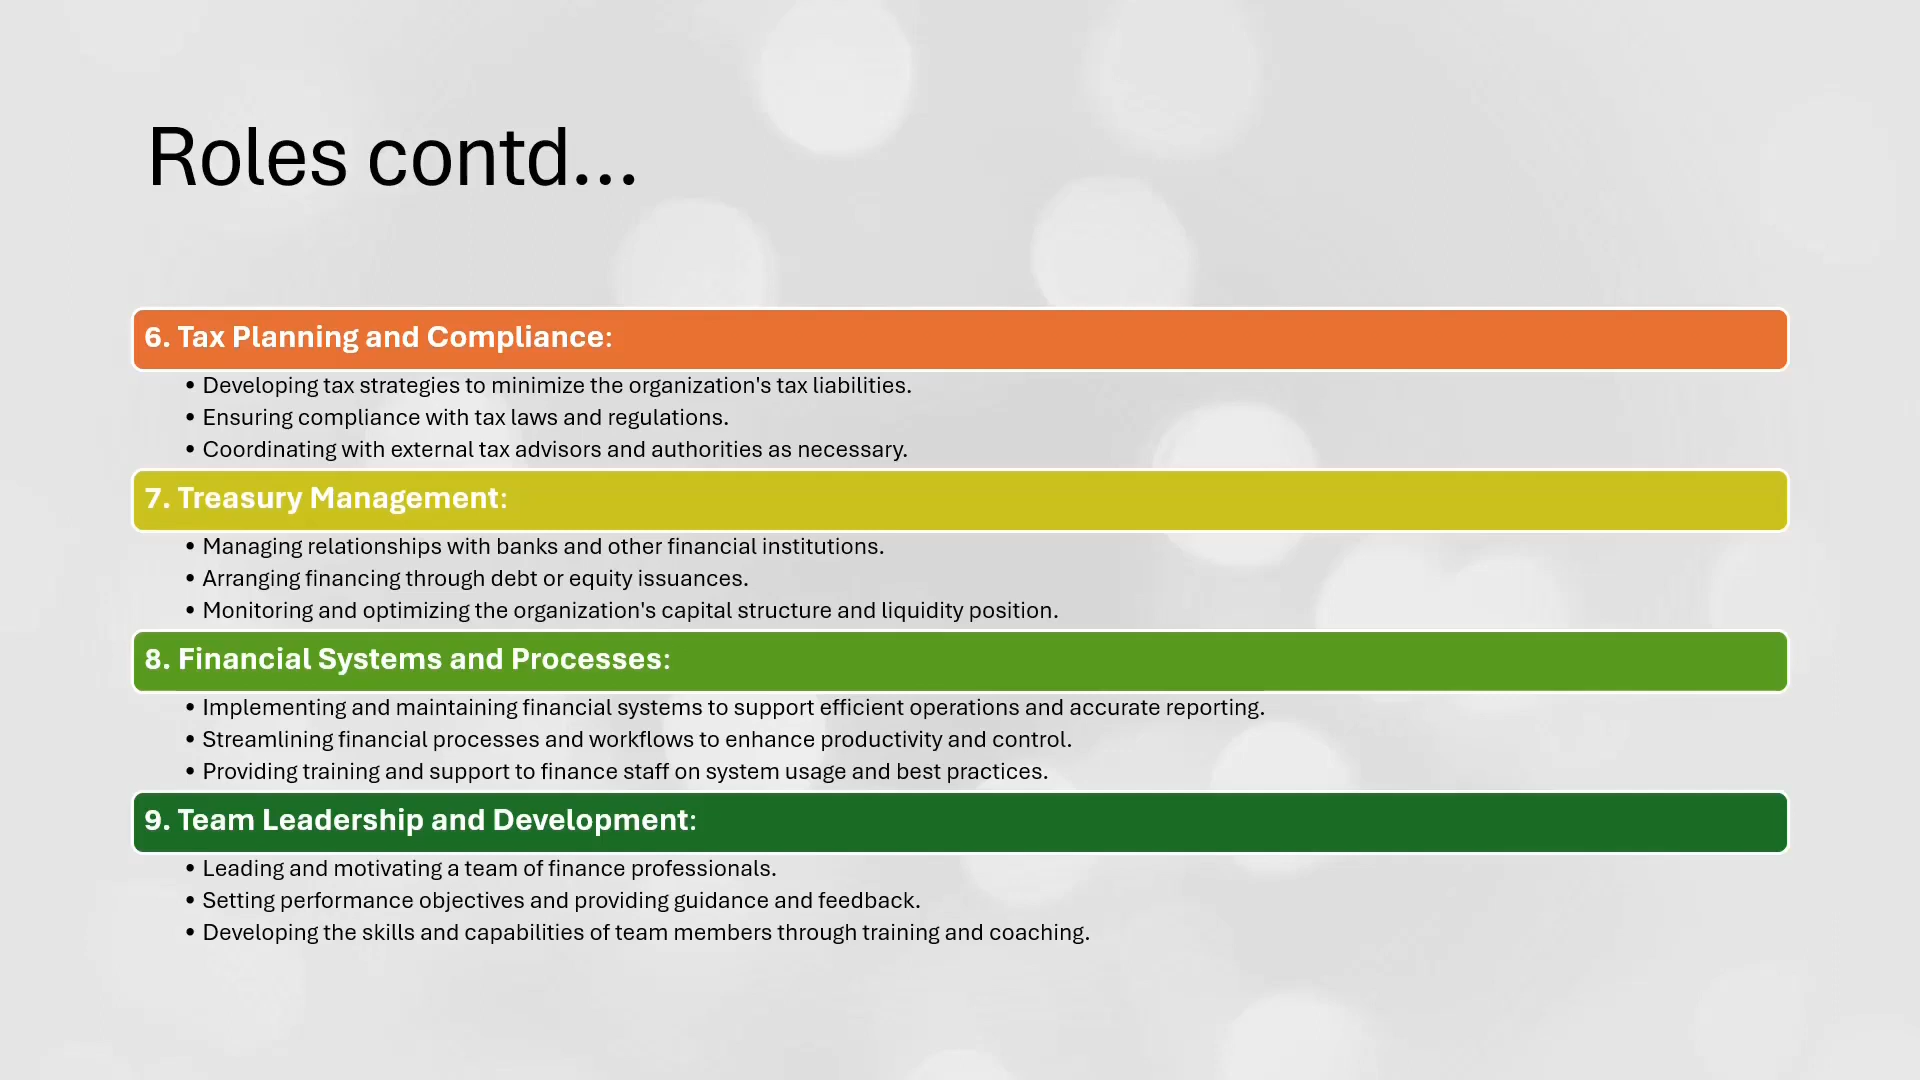 Roles contd...
6. Tax Planning and Compliance:
• Developing tax strategies to minimize the organization's tax liabilities.
• Ensuring compliance with tax laws and regulations.
• Coordinating with external tax advisors and authorities as necessary.
7. Treasury Management:
• Managing relationships with banks and other financial institutions.
• Arranging financing through debt or equity issuances.
• Monitoring and optimizing the organization's capital structure and liquidity position.
8. Financial Systems and Processes:
• Implementing and maintaining financial systems to support efficient operations and accurate reporting.
• Streamlining financial processes and workflows to enhance productivity and control.
• Providing training and support to finance staff on system usage and best practices.
9. Team Leadership and Development:
• Leading and motivating a team of finance professionals.
• Setting performance objectives and providing guidance and feedback.
• Developing the skills and capabilities of team members through training and coaching.